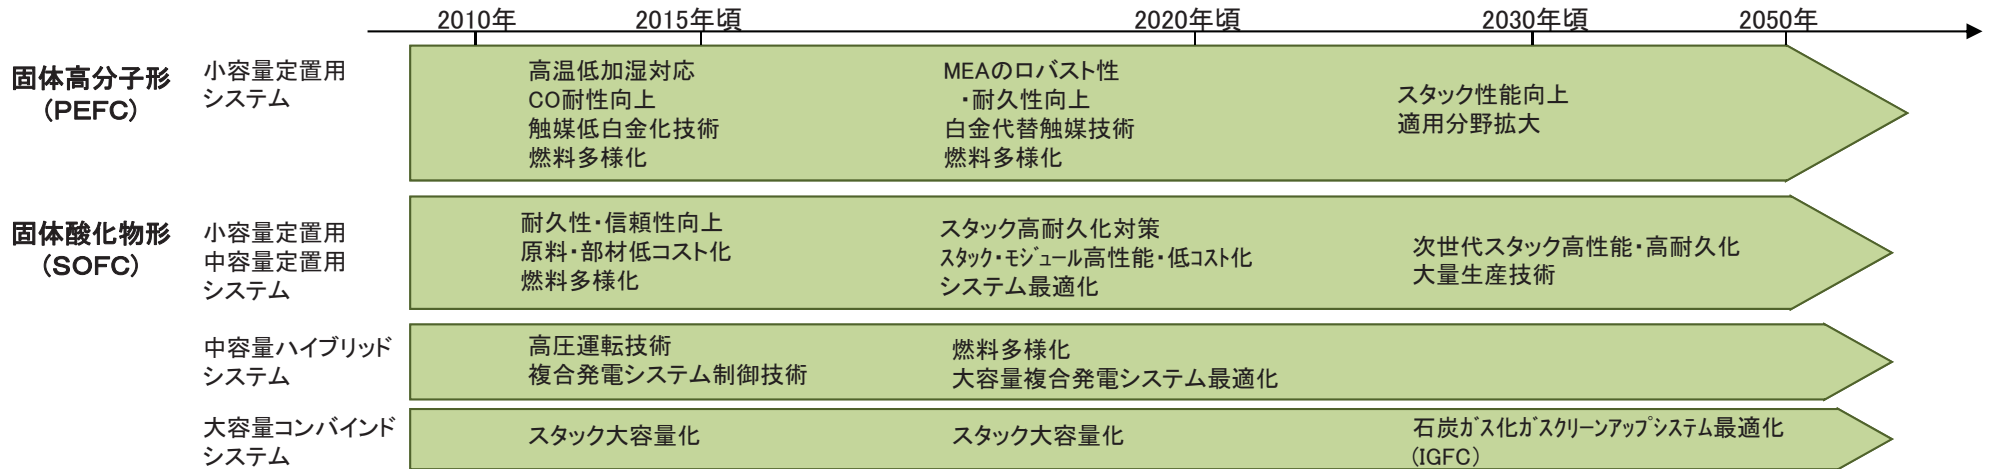 2010年 2015年頃 2020年頃 2030年頃 2050年
固体高分子形
(PEFC)
小容量定置用
システム
高温低加湿対応
CO耐性向上
触媒低白金化技術
燃料多様化
MEAのロバスト性
・耐久性向上
白金代替触媒技術
燃料多様化
スタック性能向上
適用分野拡大
固体酸化物形
(SOFC)
小容量定置用
中容量定置用
システム
耐久性・信頼性向上
原料・部材低コスト化
燃料多様化
スタック高耐久化対策
スタック・モジュール高性能・低コスト化
システム最適化
次世代スタック高性能・高耐久化
大量生産技術
中容量ハイブリッド
システム
高圧運転技術
複合発電システム制御技術
燃料多様化
大容量複合発電システム最適化
大容量コンバインド
システム
スタック大容量化
スタック大容量化
石炭ガス化ガスクリーンアップシステム最適化
(IGFC)